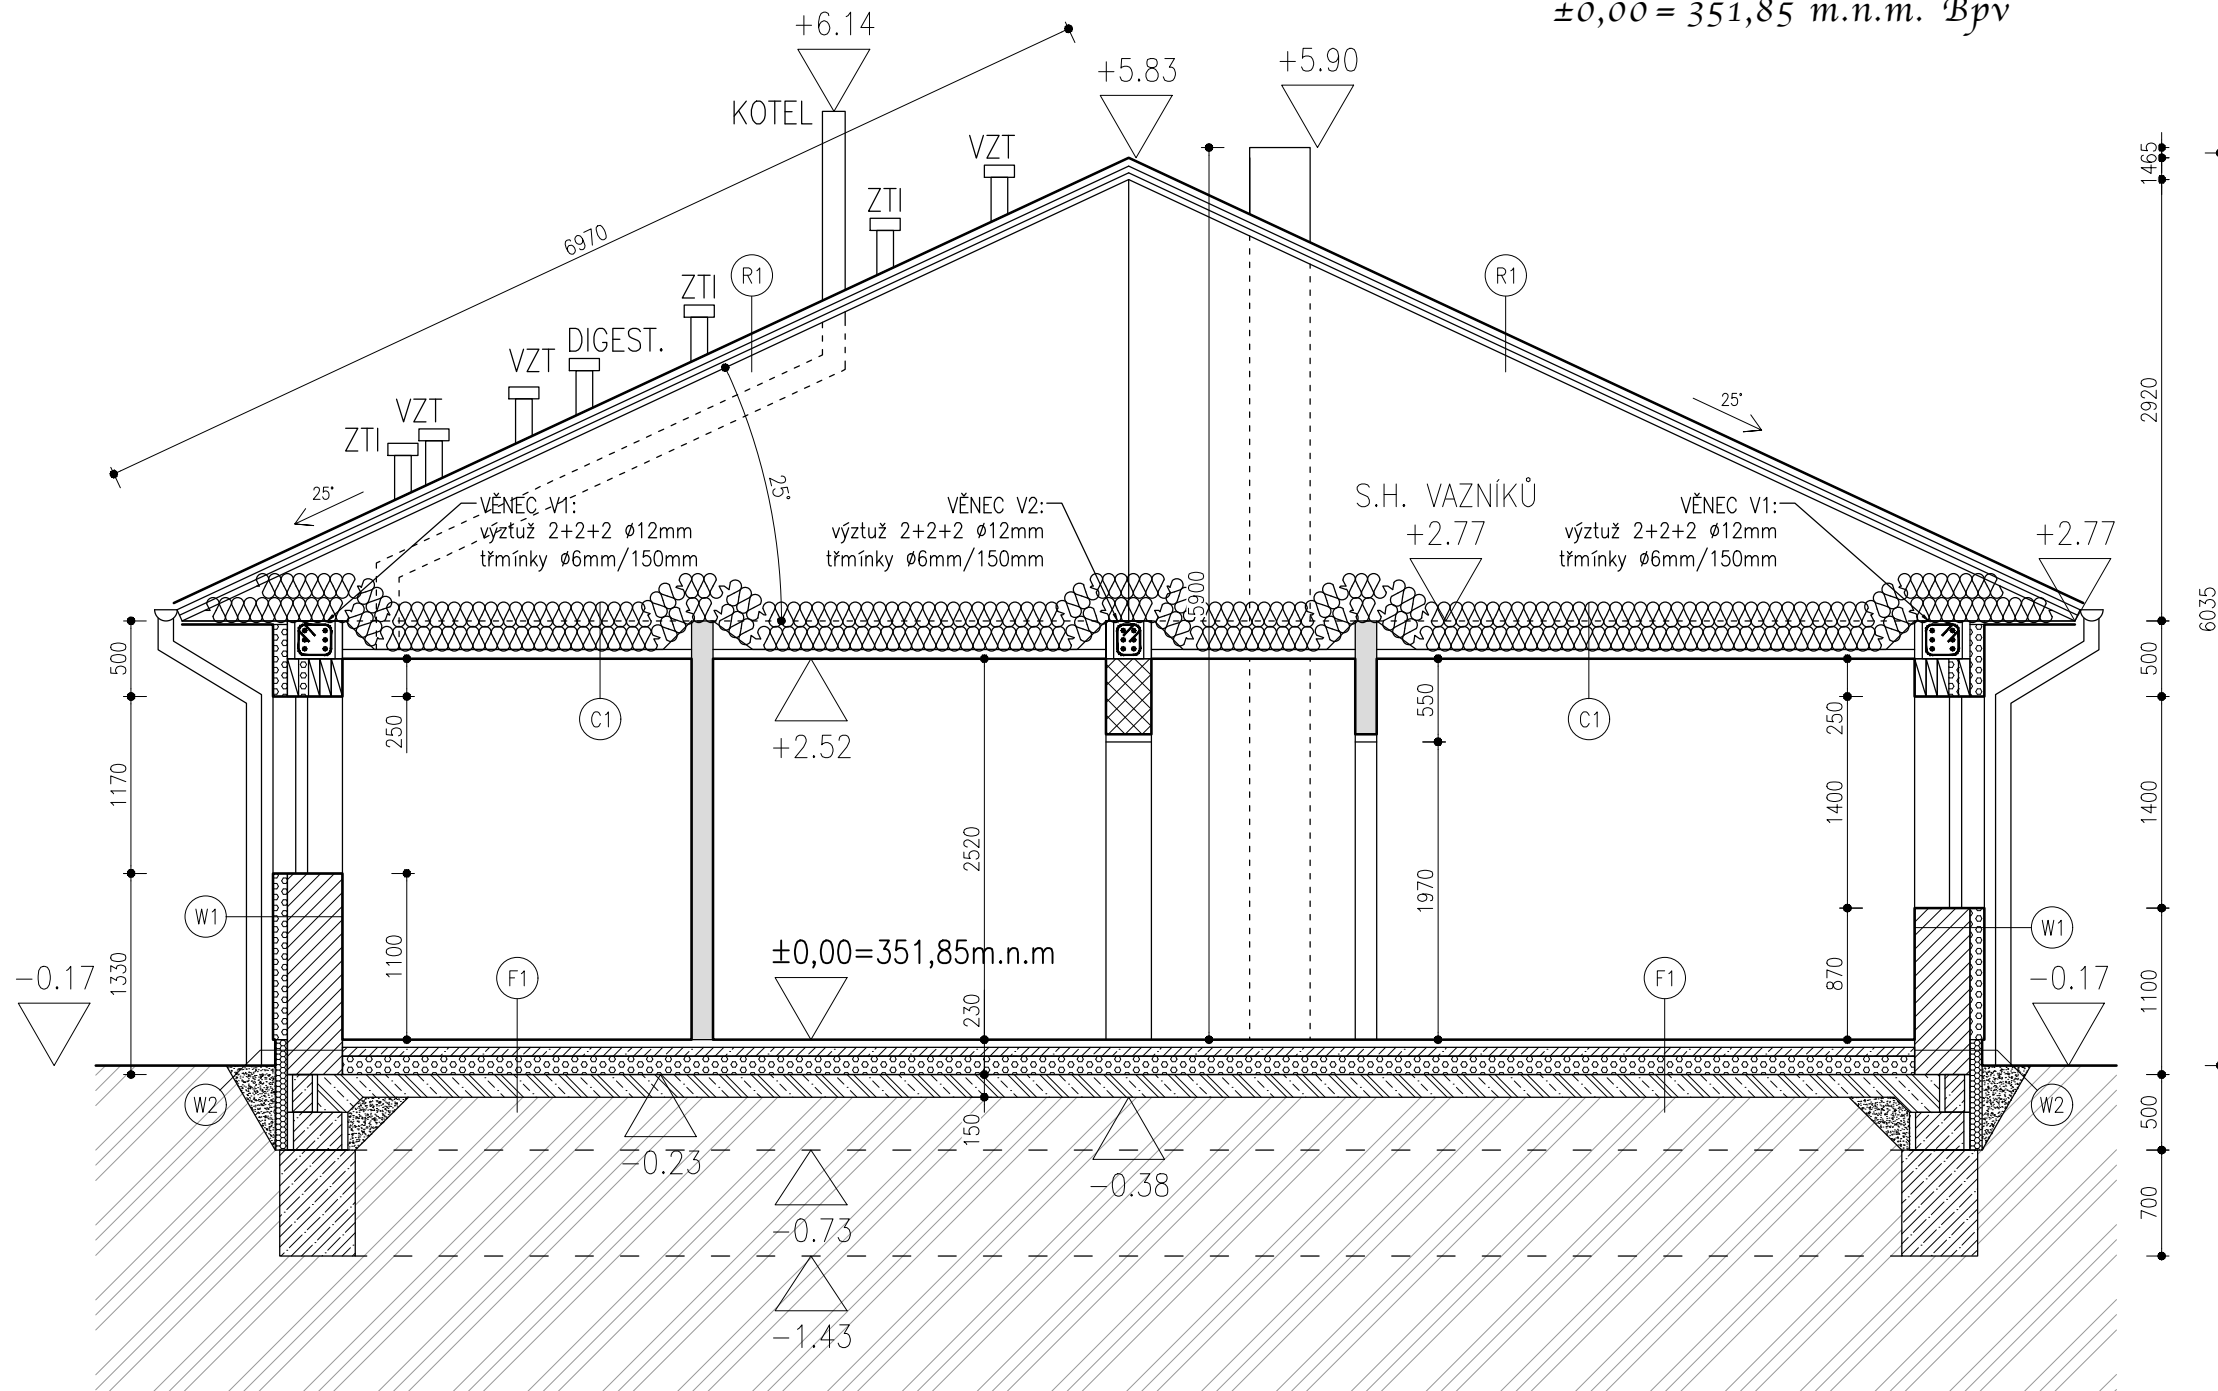 ±0,00 = 351,85 m.n.m. Bpv
+6.14
+5.83
+5.90
KOTEL
VZT
ZTI
6970
R1
R1
ZTI
DIGEST.
VZT
VZT
ZTI
25°
25°
25°
VĚNEC V1:
výztuž 2+2+2 ø12mm
třmínky ø6mm/150mm
VĚNEC V2:
výztuž 2+2+2 ø12mm
třmínky ø6mm/150mm
S.H. VAZNÍKŮ
+2.77
VĚNEC V1:
výztuž 2+2+2 ø12mm
třmínky ø6mm/150mm
+2.77
1465
2920
6035
5900
500
1170
1330
250
1100
C1
+2.52
2520
230
150
550
1970
C1
250
1400
870
500
1400
1100
500
700
±0,00=351,85m.n.m
W1
F1
F1
W1
-0.17
-0.17
W2
W2
-0.23
-0.38
-0.73
-1.43